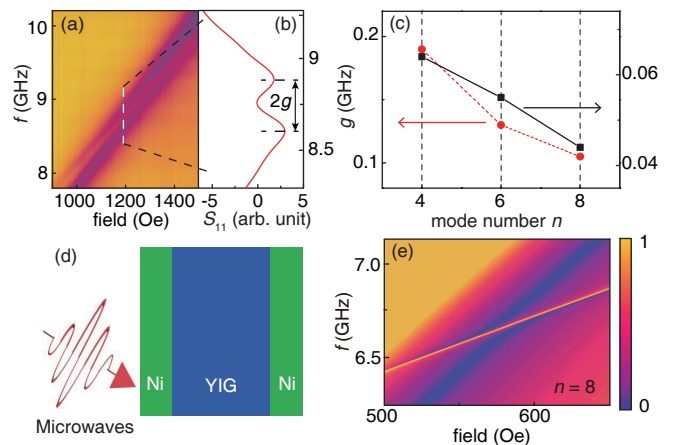 (a)
10
9
8
f (GHz)
1000
1200
1400
field (Oe)
(b)
9
8.5
2g
-5
0
5
S11 (arb. unit)
(c)
0.2
0.1
g (GHz)
0.06
0.04
4
6
8
mode number n
(d)
Ni
YIG
Ni
Microwaves
(e)
7.0
6.5
f (GHz)
n = 8
500
600
field (Oe)
1
0